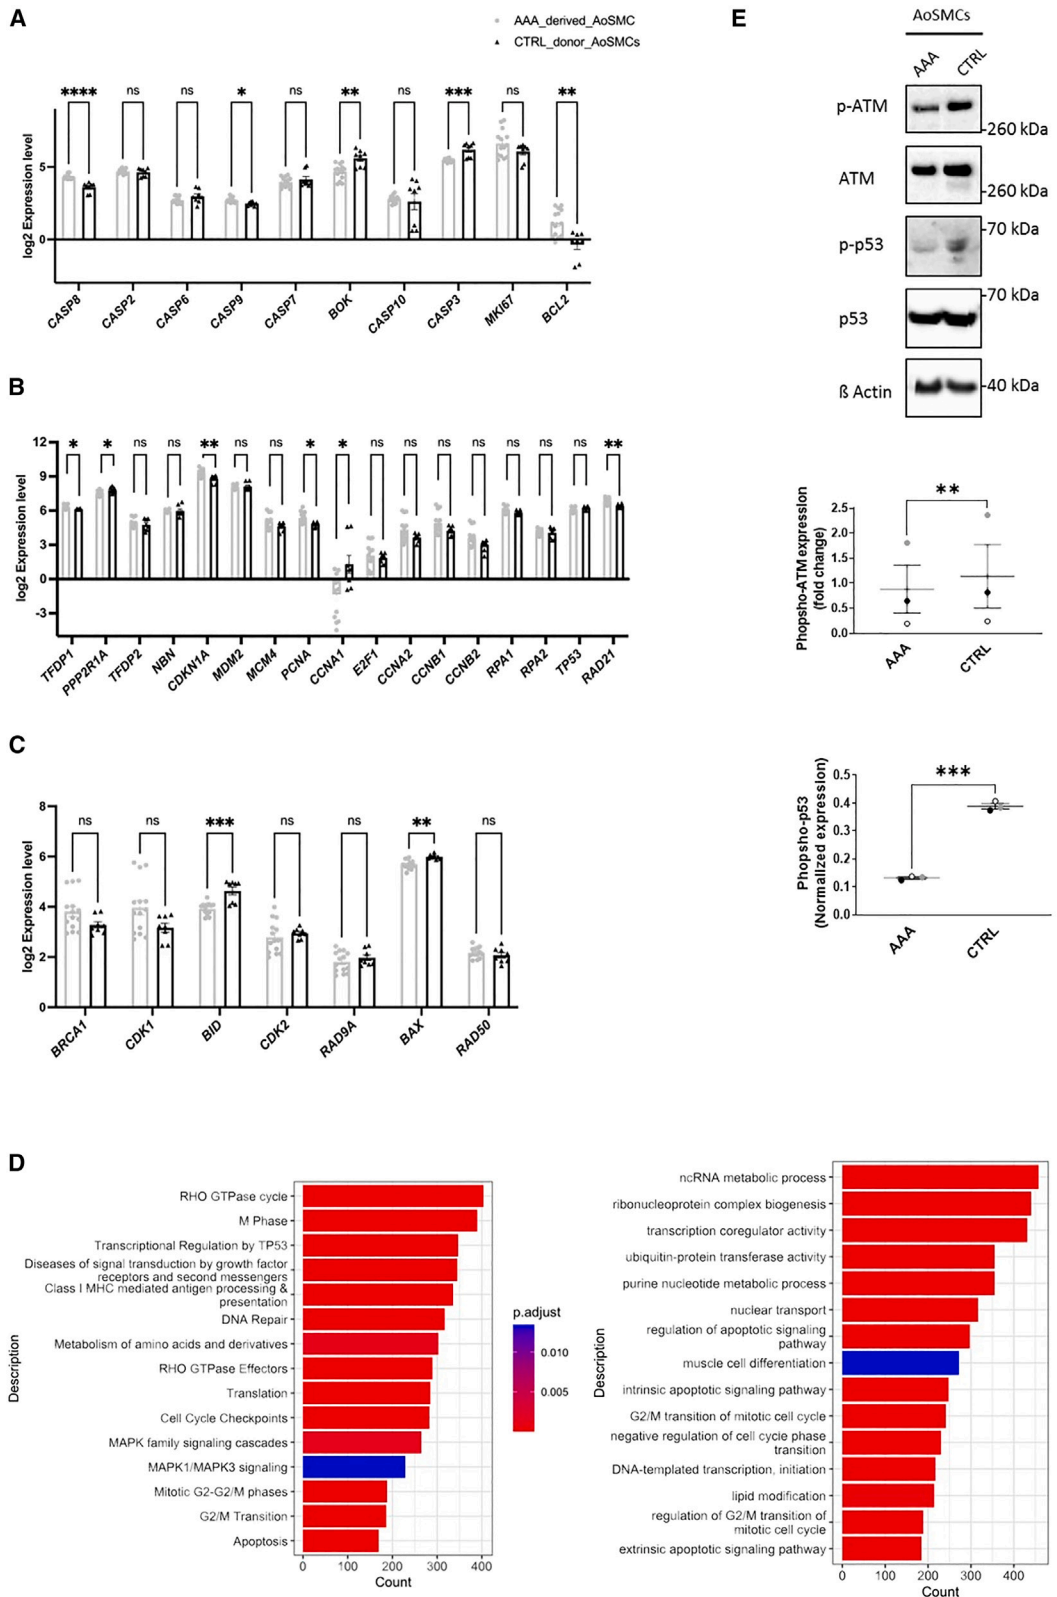 A
AAA_derived_AoSMC
CTRL_donor_AoSMCs
**** ns ns * ns ** ns *** ns **
log2 Expression level
5
0
CASP8 CASP2 CASP6 CASP9 CASP7 BOK CASP10 CASP3 MKI67 BCL2
B
* * ns ns ** ns ns * * ns ns ns ns ns ns ns **
log2 Expression level
12
9
6
3
0
-3
TFDP1 PPP2R1A TFDP2 NBN CDKN1A MDM2 MCM4 PCNA CCNA1 E2F1 CCNA2 CCNB1 CCNB2 RPA1 RPA2 TP53 RAD21
C
ns ns *** ns ns ** ns
log2 Expression level
8
6
4
2
0
BRCA1 CDK1 BID CDK2 RAD9A BAX RAD50
D
Description
RHO GTPase cycle
M Phase
Transcriptional Regulation by TP53
Diseases of signal transduction by growth factor
receptors and second messengers
Class I MHC mediated antigen processing &
presentation
DNA Repair
Metabolism of amino acids and derivatives
RHO GTPase Effectors
Translation
Cell Cycle Checkpoints
MAPK family signaling cascades
MAPK1/MAPK3 signaling
Mitotic G2-G2/M phases
G2/M Transition
Apoptosis
0 100 200 300 400
Count
p.adjust
0.010
0.005
Description
ncRNA metabolic process
ribonucleoprotein complex biogenesis
transcription coregulator activity
ubiquitin-protein transferase activity
purine nucleotide metabolic process
nuclear transport
regulation of apoptotic signaling
pathway
muscle cell differentiation
intrinsic apoptotic signaling pathway
G2/M transition of mitotic cell cycle
negative regulation of cell cycle phase
transition
DNA-templated transcription, initiation
lipid modification
regulation of G2/M transition of
mitotic cell cycle
extrinsic apoptotic signaling pathway
0 100 200 300 400
Count
E
AoSMCs
AAA CTRL
p-ATM
-260 kDa
ATM
-260 kDa
p-p53
-70 kDa
p53
-70 kDa
ß Actin
-40 kDa
**
Phopsho-ATM expression
(fold change)
2.5
2.0
1.5
1.0
0.5
0.0
AAA CTRL
***
Phopsho-p53
(Normalized expression)
0.5
0.4
0.3
0.2
0.1
0.0
AAA CTRL